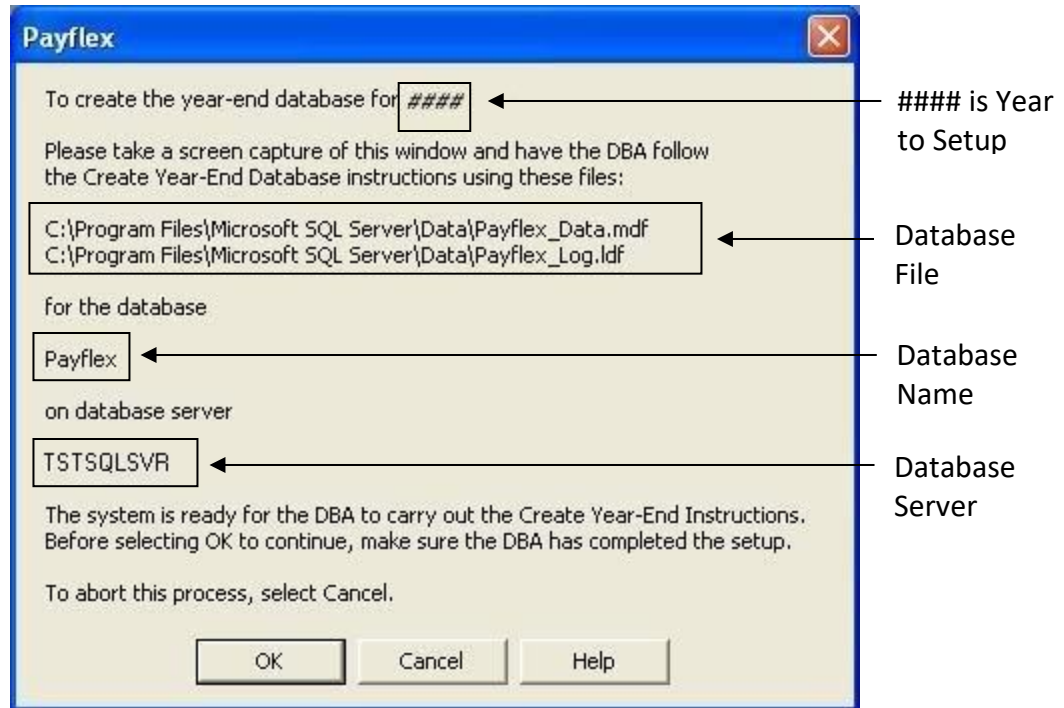 Payflex
To create the year-end database for ####
#### is Year
to Setup
Please take a screen capture of this window and have the DBA follow
the Create Year-End Database instructions using these files:
C:\Program Files\Microsoft SQL Server\Data\Payflex_Data.mdf
C:\Program Files\Microsoft SQL Server\Data\Payflex_Log.ldf
Database
File
for the database
Payflex
Database
Name
on database server
TSTSQLSVR
Database
Server
The system is ready for the DBA to carry out the Create Year-End Instructions.
Before selecting OK to continue, make sure the DBA has completed the setup.
To abort this process, select Cancel.
OK
Cancel
Help